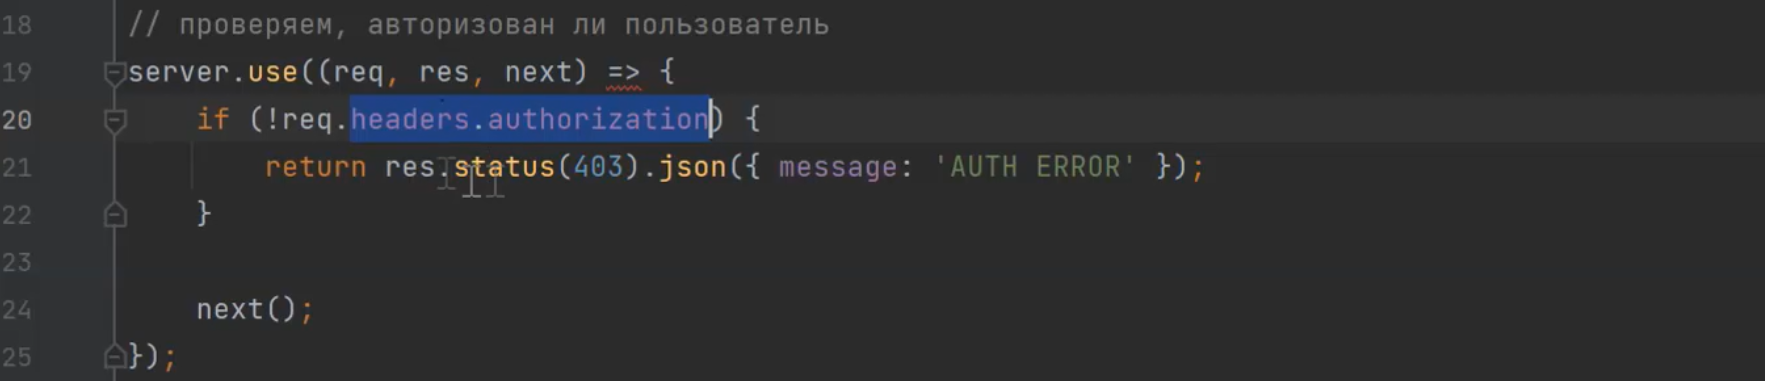 18 // проверяем, авторизован ли пользователь
19 server.use((req, res, next) => {
20     if (!req.headers.authorization) {
21         return res.status(403).json({ message: 'AUTH ERROR' });
22     }
23
24     next();
25 });